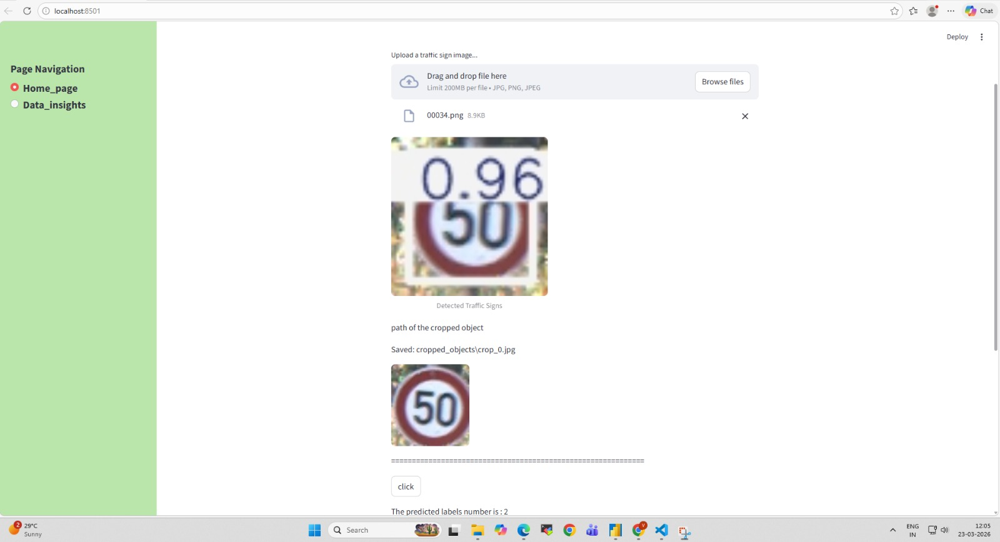 localhost:8501
Chat
Deploy
Page Navigation
Home_page
Data_insights
Upload a traffic sign image...
Drag and drop file here
Limit 200MB per file • JPG, PNG, JPEG
Browse files
00034.png 8.9KB
0.96
50
Detected Traffic Signs
path of the cropped object
Saved: cropped_objects\crop_0.jpg
50
=============================================================
click
The predicted labels number is : 2
2
29°C
Sunny
Search
V
ENG
IN
12:05
23-03-2026